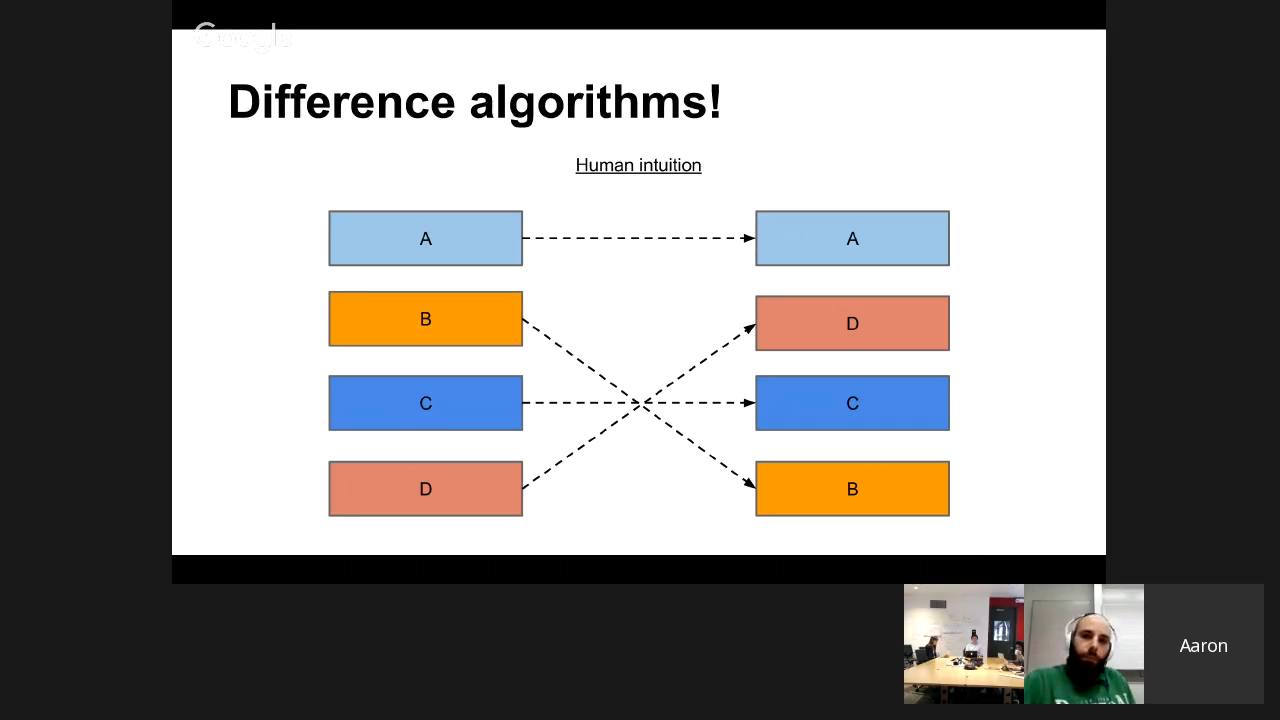 Google
Difference algorithms!
Human intuition
A A
B D
C C
D B
Aaron